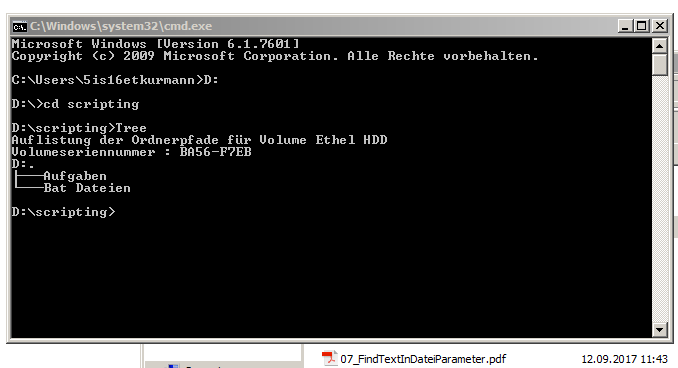 C:\Windows\system32\cmd.exe
Microsoft Windows [Version 6.1.7601]
Copyright (c) 2009 Microsoft Corporation. Alle Rechte vorbehalten.
C:\Users\5is16etkurmann>D:
D:\>cd scripting
D:\scripting>Tree
Auflistung der Ordnerpfade für Volume Ethel HDD
Volumeseriennummer : BA56-F7EB
D:.
├───Aufgaben
└───Bat Dateien
D:\scripting>
07_FindTextInDateiParameter.pdf 12.09.2017 11:43